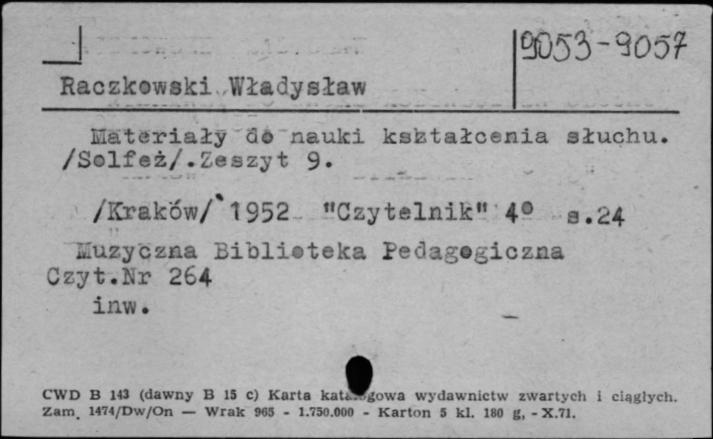 9053-9057
Raczkowski Władysław
Materiały do nauki kształcenia słuchu.
/Solfeż/.Zeszyt 9.
/Kraków/ 1952 "Czytelnik" 4° s.24
Muzyczna Biblioteka Pedagogiczna
Czyt.Nr 264
inw.
CWD B 143 (dawny B 15 c) Karta katalogowa wydawnictw zwartych i ciągłych.
Zam. 1474/Dw/On — Wrak 965 - 1.750.000 - Karton 5 kl. 180 g, - X.71.